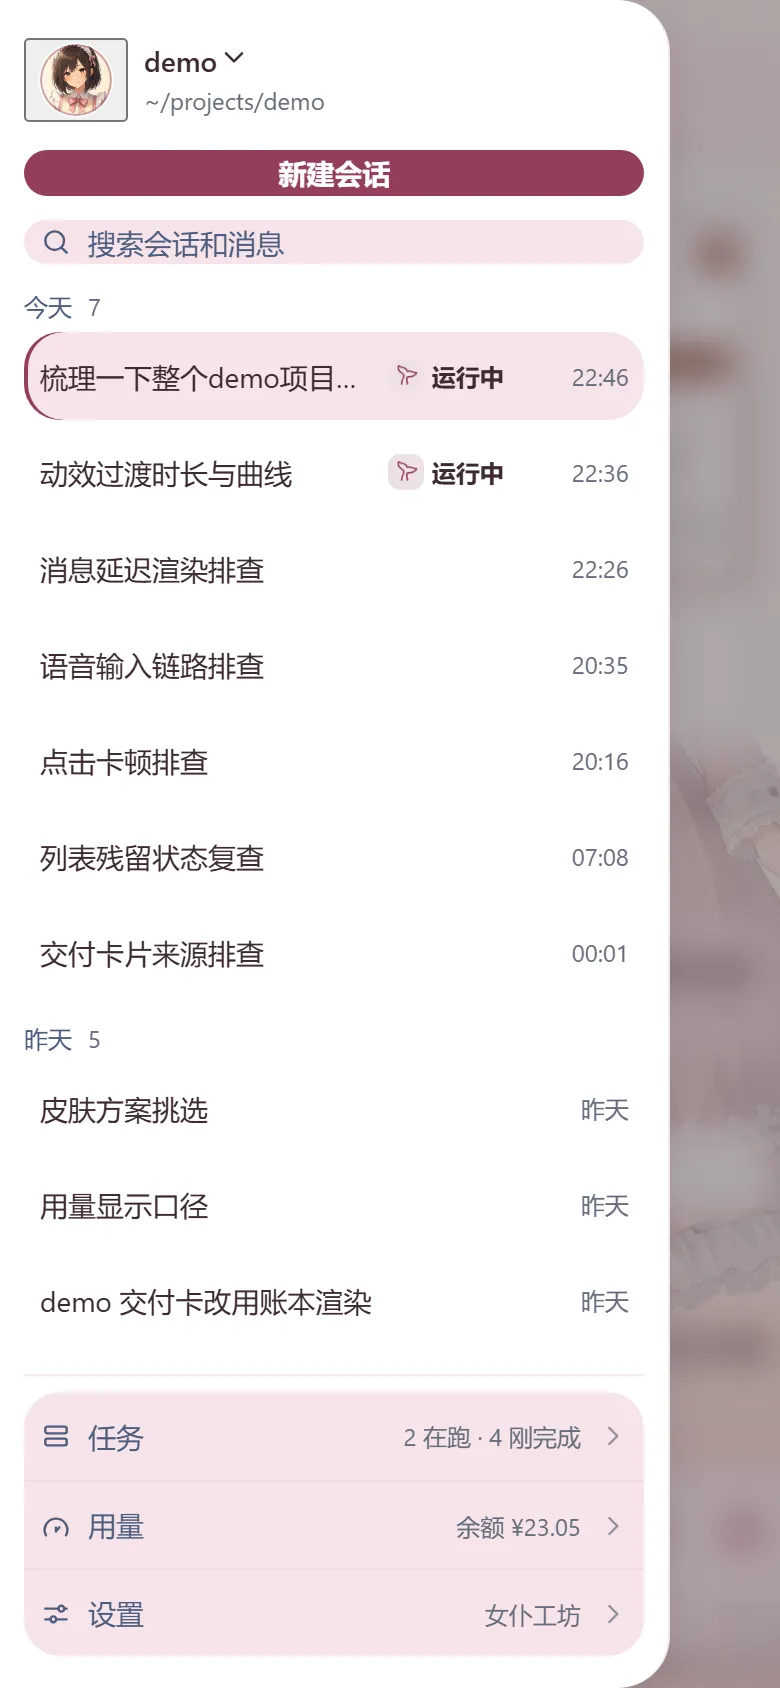 demo
~/projects/demo
新建会话
搜索会话和消息
今天 7
梳理一下整个demo项目... 运行中 22:46
动效过渡时长与曲线 运行中 22:36
消息延迟渲染排查 22:26
语音输入链路排查 20:35
点击卡顿排查 20:16
列表残留状态复查 07:08
交付卡片来源排查 00:01
昨天 5
皮肤方案挑选 昨天
用量显示口径 昨天
demo 交付卡改用账本渲染 昨天
任务 2 在跑 · 4 刚完成
用量 余额 ¥23.05
设置 女仆工坊